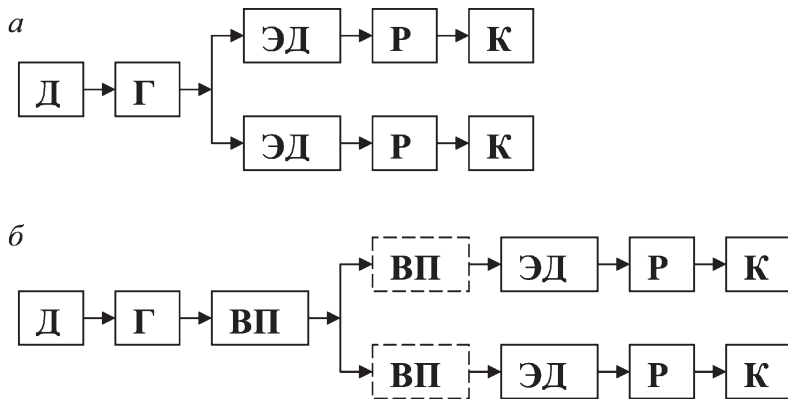 а
ЭД Р К
Д Г
ЭД Р К
б
ВП ЭД Р К
Д Г ВП
ВП ЭД Р К